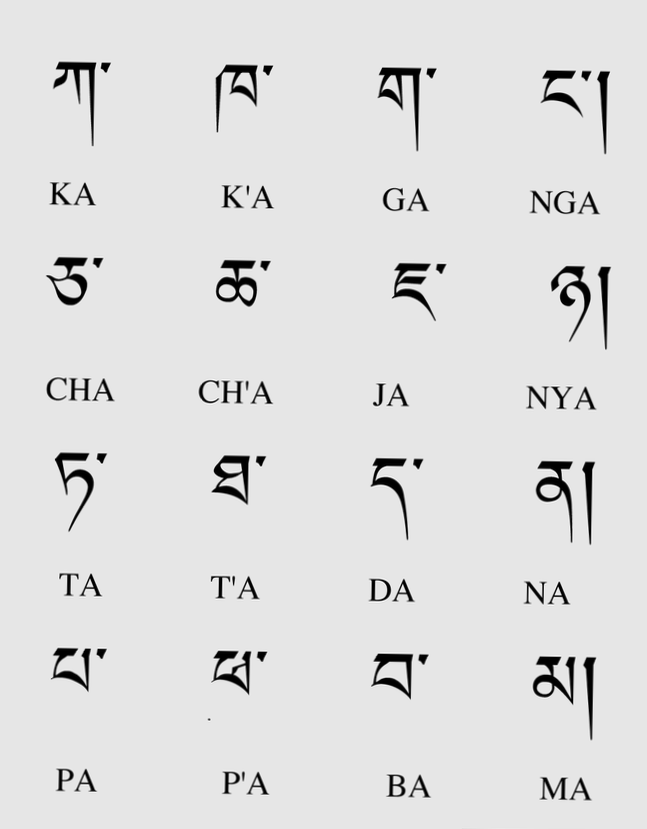 ཀ་ ཁ་ ག་ ང་།
KA K'A GA NGA
ཅ་ ཆ་ ཇ་ ཉ།
CHA CH'A JA NYA
ཏ་ ཐ་ ད་ ན།
TA T'A DA NA
པ་ ཕ་ བ་ མ།
PA P'A BA MA